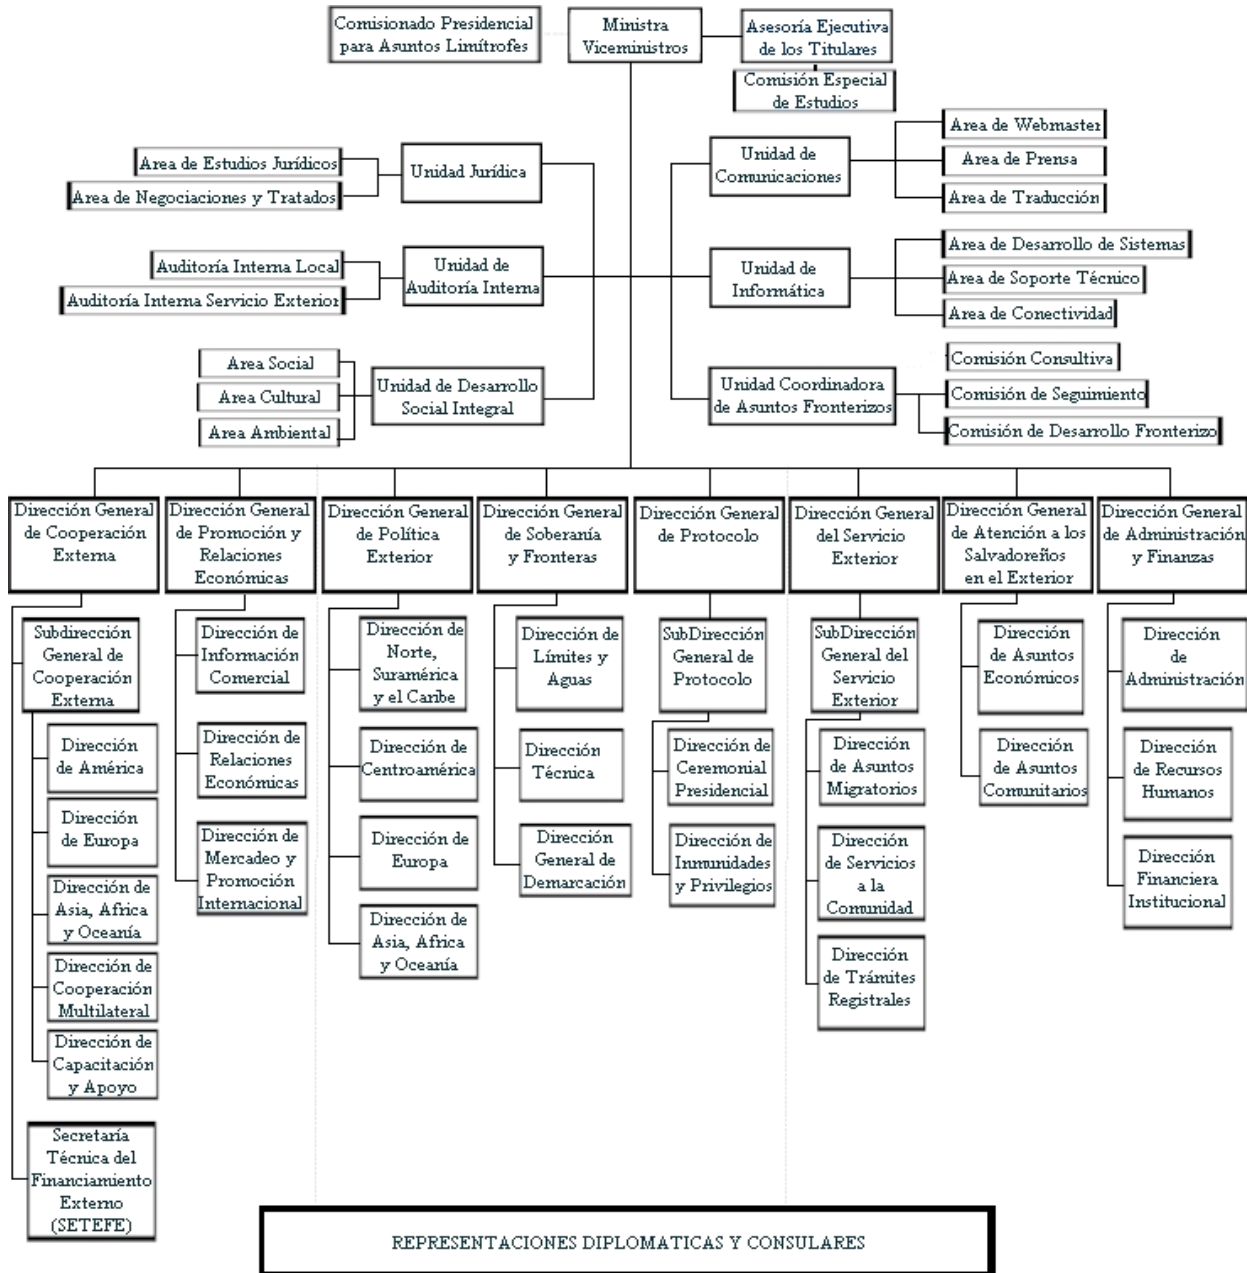 Comisionado Presidencial
para Asuntos Limítrofes
Ministra
Viceministros
Asesoría Ejecutiva
de los Titulares
Comisión Especial
de Estudios
Area de Estudios Jurídicos
Area de Negociaciones y Tratados
Unidad Jurídica
Unidad de
Comunicaciones
Area de Webmaster
Area de Prensa
Area de Traducción
Auditoría Interna Local
Auditoría Interna Servicio Exterior
Unidad de
Auditoría Interna
Unidad de
Informática
Area de Desarrollo de Sistemas
Area de Soporte Técnico
Area de Conectividad
Area Social
Area Cultural
Area Ambiental
Unidad de Desarrollo
Social Integral
Unidad Coordinadora
de Asuntos Fronterizos
Comisión Consultiva
Comisión de Seguimiento
Comisión de Desarrollo Fronterizo
Dirección General
de Cooperación
Externa
Dirección General
de Promoción y
Relaciones
Económicas
Dirección General
de Política
Exterior
Dirección General
de Soberanía
y Fronteras
Dirección General
de Protocolo
Dirección General
del Servicio
Exterior
Dirección General
de Atención a los
Salvadoreños
en el Exterior
Dirección General
de Administración
y Finanzas
Subdirección
General de
Cooperación
Externa
Dirección
de América
Dirección
de Europa
Dirección de
Asia, Africa
y Oceanía
Dirección de
Cooperación
Multilateral
Dirección de
Capacitación
y Apoyo
Secretaría
Técnica del
Financiamiento
Externo
(SETEFE)
Dirección de
Información
Comercial
Dirección de
Relaciones
Económicas
Dirección de
Mercadeo y
Promoción
Internacional
Dirección de
Norte,
Suramérica
y el Caribe
Dirección de
Centroamérica
Dirección de
Europa
Dirección de
Asia, Africa
y Oceanía
Dirección de
Límites y
Aguas
Dirección
Técnica
Dirección
General de
Demarcación
SubDirección
General de
Protocolo
Dirección de
Ceremonial
Presidencial
Dirección de
Inmunidades
y Privilegios
SubDirección
General del
Servicio
Exterior
Dirección
de Asuntos
Migratorios
Dirección
de Servicios
a la
Comunidad
Dirección
de Trámites
Registrales
Dirección
de Asuntos
Económicos
Dirección
de Asuntos
Comunitarios
Dirección
de
Administración
Dirección
de Recursos
Humanos
Dirección
Financiera
Institucional
REPRESENTACIONES DIPLOMATICAS Y CONSULARES